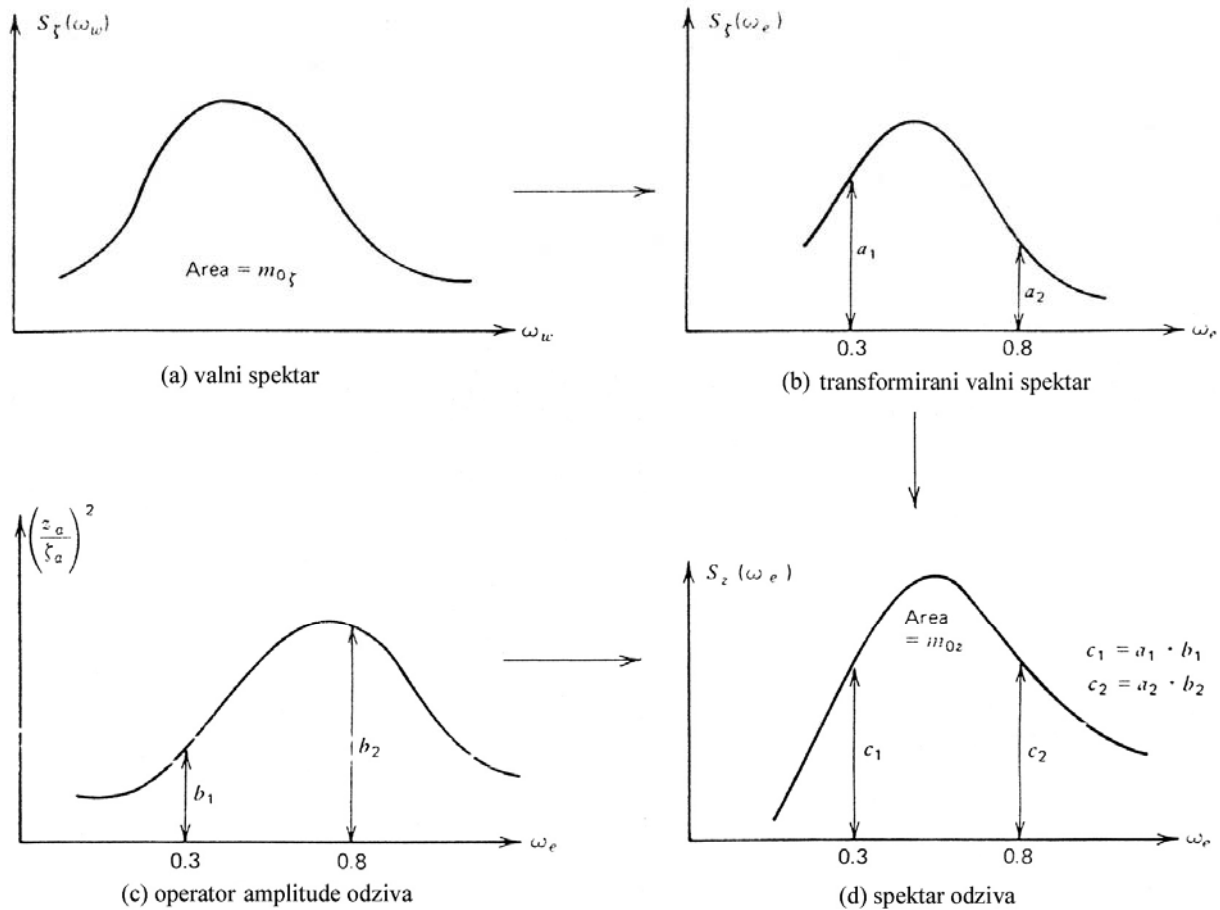 S_ζ(ω_w)
Area = m_0ζ
ω_w
(a) valni spektar
S_ζ(ω_e)
a_1
a_2
0.3
0.8
ω_e
(b) transformirani valni spektar
(z_a/ζ_a)^2
b_1
b_2
0.3
0.8
ω_e
(c) operator amplitude odziva
S_z(ω_e)
Area
= m_0z
c_1 = a_1 · b_1
c_2 = a_2 · b_2
c_1
c_2
0.3
0.8
ω_e
(d) spektar odziva